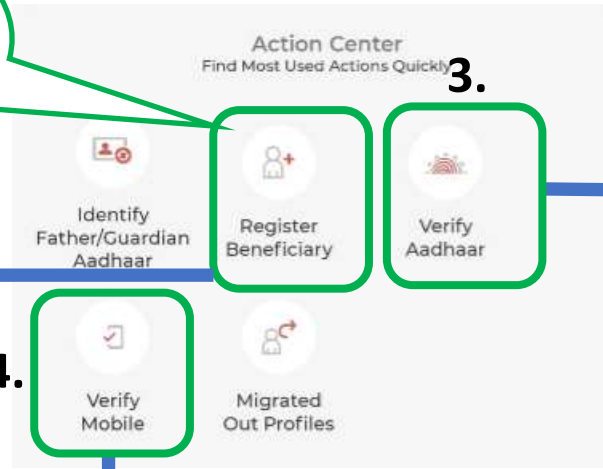 Action Center
Find Most Used Actions Quickly
3.
Identify
Father/Guardian
Aadhaar
Register
Beneficiary
Verify
Aadhaar
4.
Verify
Mobile
Migrated
Out Profiles